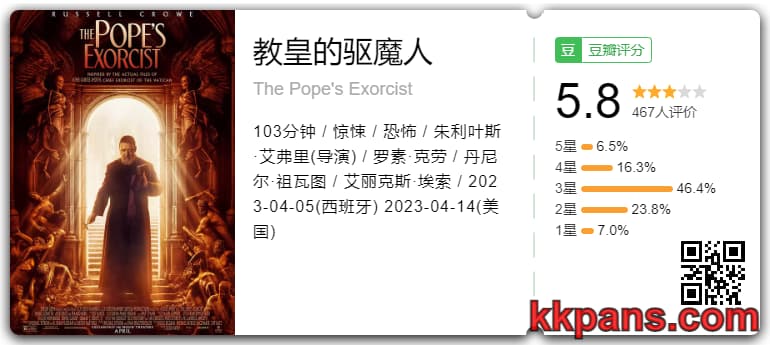 RUSSELL CROWE
THE
POPE'S
EXORCIST
INSPIRED BY THE ACTUAL FILES OF
CHIEF EXORCIST OF THE VATICAN
APRIL
教皇的驱魔人
The Pope's Exorcist
103分钟 / 惊悚 / 恐怖 / 朱利叶斯
·艾弗里(导演) / 罗素·克劳 / 丹尼
尔·祖瓦图 / 艾丽克斯·埃索 / 202
3-04-05(西班牙) 2023-04-14(美
国)
豆 豆瓣评分
5.8
467人评价
5星 6.5%
4星 16.3%
3星 46.4%
2星 23.8%
1星 7.0%
kkpans.com